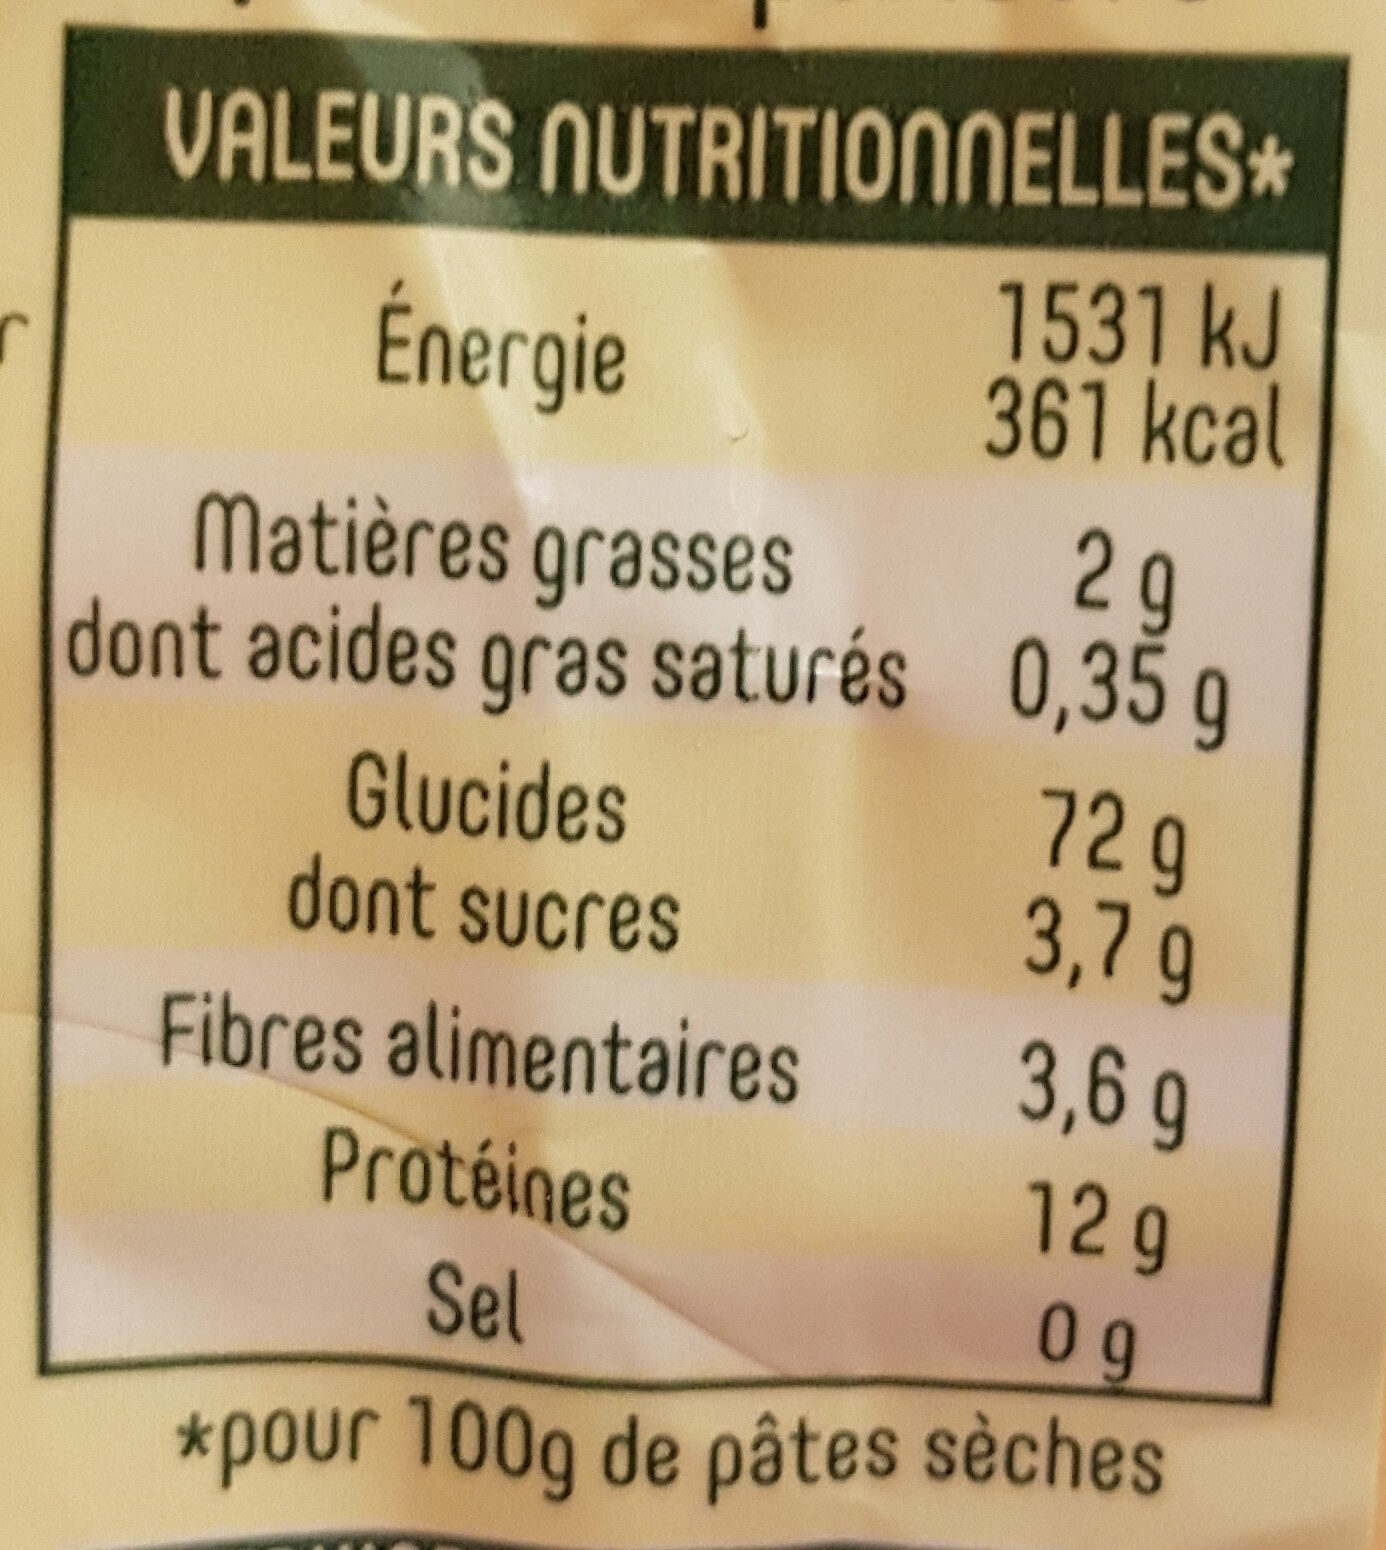 VALEURS NUTRITIONNELLES*
Énergie 1531 kJ
361 kcal
Matières grasses 2 g
dont acides gras saturés 0,35 g
Glucides 72 g
dont sucres 3,7 g
Fibres alimentaires 3,6 g
Protéines 12 g
Sel 0 g
*pour 100g de pâtes sèches